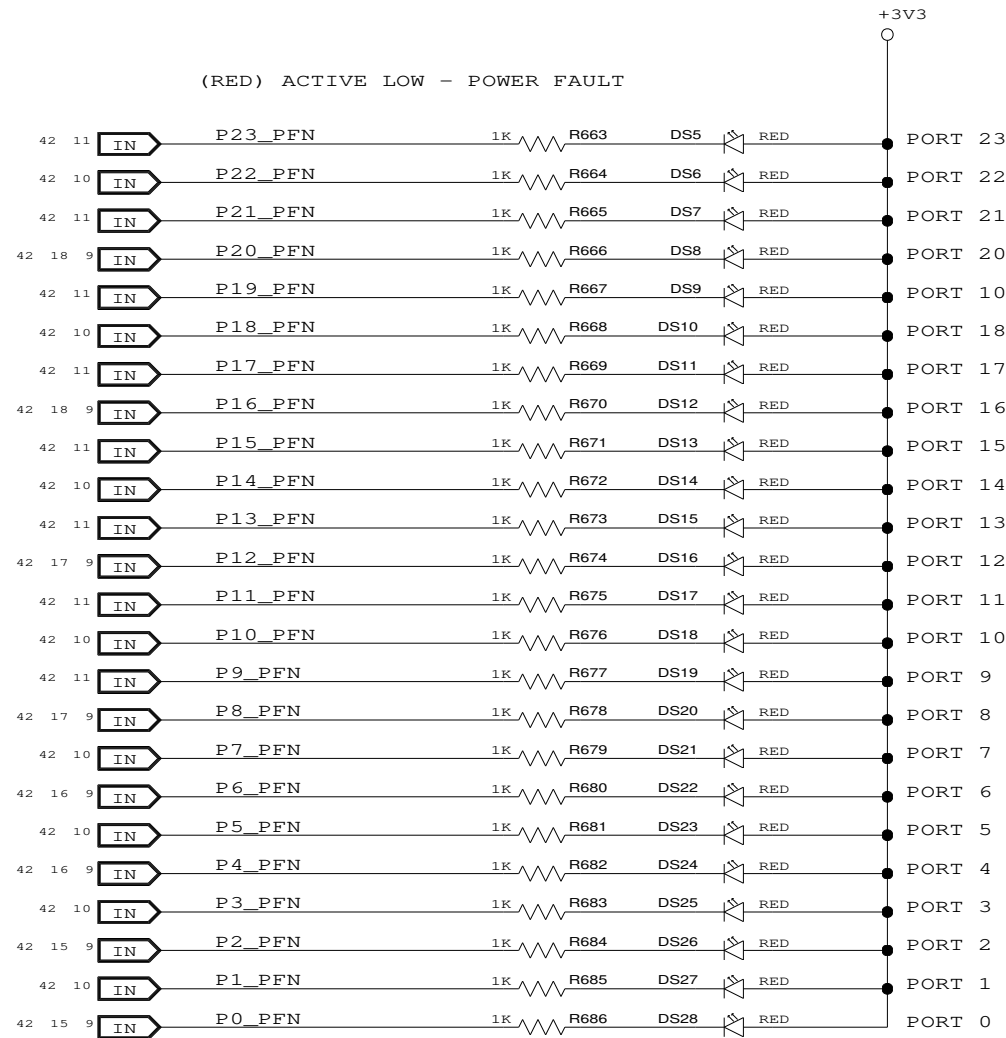 +3V3
(RED) ACTIVE LOW - POWER FAULT
42 11 IN P23_PFN 1K R663 DS5 RED PORT 23
42 10 IN P22_PFN 1K R664 DS6 RED PORT 22
42 11 IN P21_PFN 1K R665 DS7 RED PORT 21
42 18 9 IN P20_PFN 1K R666 DS8 RED PORT 20
42 11 IN P19_PFN 1K R667 DS9 RED PORT 10
42 10 IN P18_PFN 1K R668 DS10 RED PORT 18
42 11 IN P17_PFN 1K R669 DS11 RED PORT 17
42 18 9 IN P16_PFN 1K R670 DS12 RED PORT 16
42 11 IN P15_PFN 1K R671 DS13 RED PORT 15
42 10 IN P14_PFN 1K R672 DS14 RED PORT 14
42 11 IN P13_PFN 1K R673 DS15 RED PORT 13
42 17 9 IN P12_PFN 1K R674 DS16 RED PORT 12
42 11 IN P11_PFN 1K R675 DS17 RED PORT 11
42 10 IN P10_PFN 1K R676 DS18 RED PORT 10
42 11 IN P9_PFN 1K R677 DS19 RED PORT 9
42 17 9 IN P8_PFN 1K R678 DS20 RED PORT 8
42 10 IN P7_PFN 1K R679 DS21 RED PORT 7
42 16 9 IN P6_PFN 1K R680 DS22 RED PORT 6
42 10 IN P5_PFN 1K R681 DS23 RED PORT 5
42 16 9 IN P4_PFN 1K R682 DS24 RED PORT 4
42 10 IN P3_PFN 1K R683 DS25 RED PORT 3
42 15 9 IN P2_PFN 1K R684 DS26 RED PORT 2
42 10 IN P1_PFN 1K R685 DS27 RED PORT 1
42 15 9 IN P0_PFN 1K R686 DS28 RED PORT 0